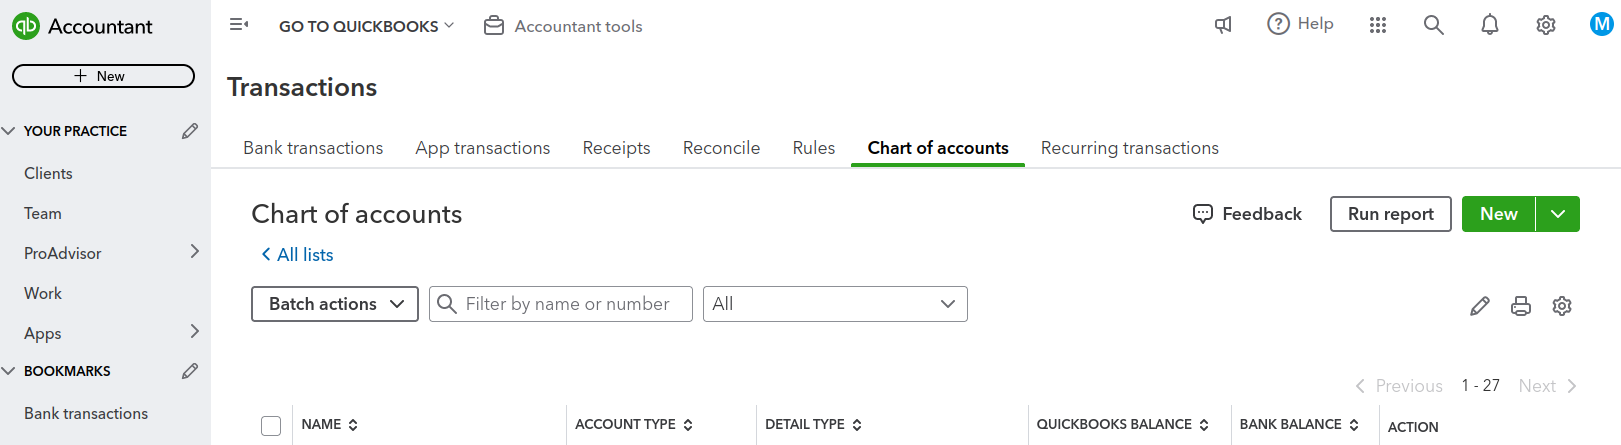 qb Accountant
GO TO QUICKBOOKS
Accountant tools
Help
M
+ New
Transactions
YOUR PRACTICE
Clients
Team
ProAdvisor
Work
Apps
BOOKMARKS
Bank transactions
Bank transactions App transactions Receipts Reconcile Rules Chart of accounts Recurring transactions
Chart of accounts
Feedback
Run report
New
All lists
Batch actions
Filter by name or number
All
Previous 1 - 27 Next
NAME ACCOUNT TYPE DETAIL TYPE QUICKBOOKS BALANCE BANK BALANCE ACTION